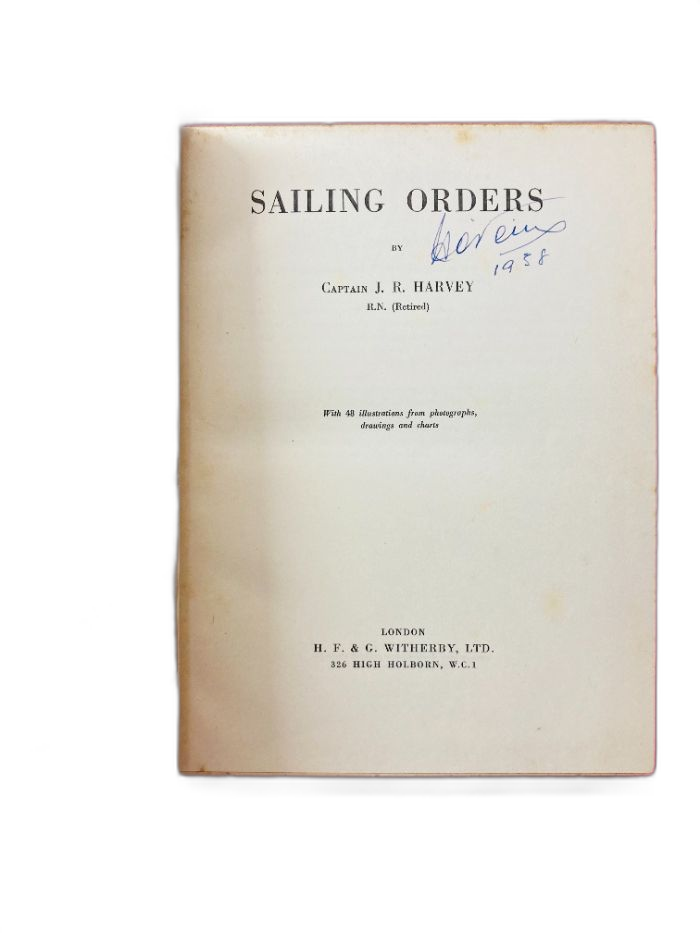 SAILING ORDERS
BY
1938
CAPTAIN J. R. HARVEY
R.N. (Retired)
With 48 illustrations from photographs,
drawings and charts
LONDON
H. F. & G. WITHERBY, LTD.
326 HIGH HOLBORN, W.C.1